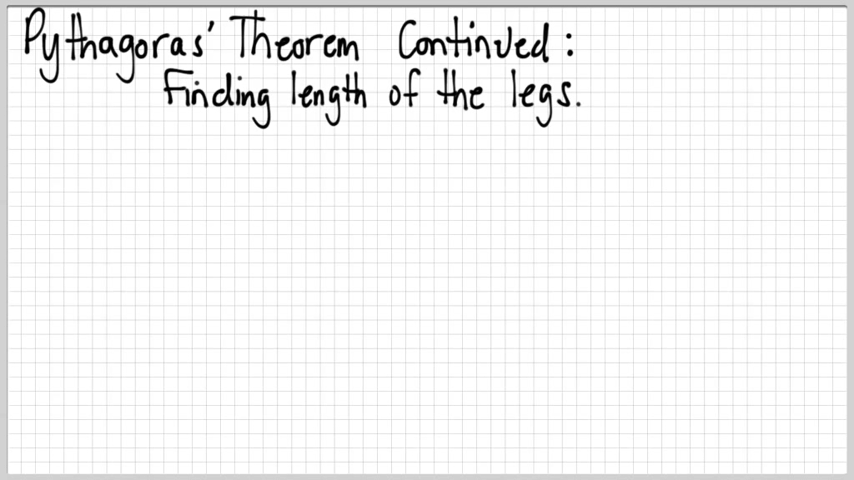 Pythagoras' Theorem Continued:
Finding length of the legs.